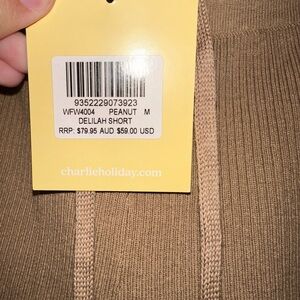 9352229073923
WFW4004 PEANUT M
DELILAH SHORT
RRP: $79.95 AUD $59.00 USD
charlieholiday.com